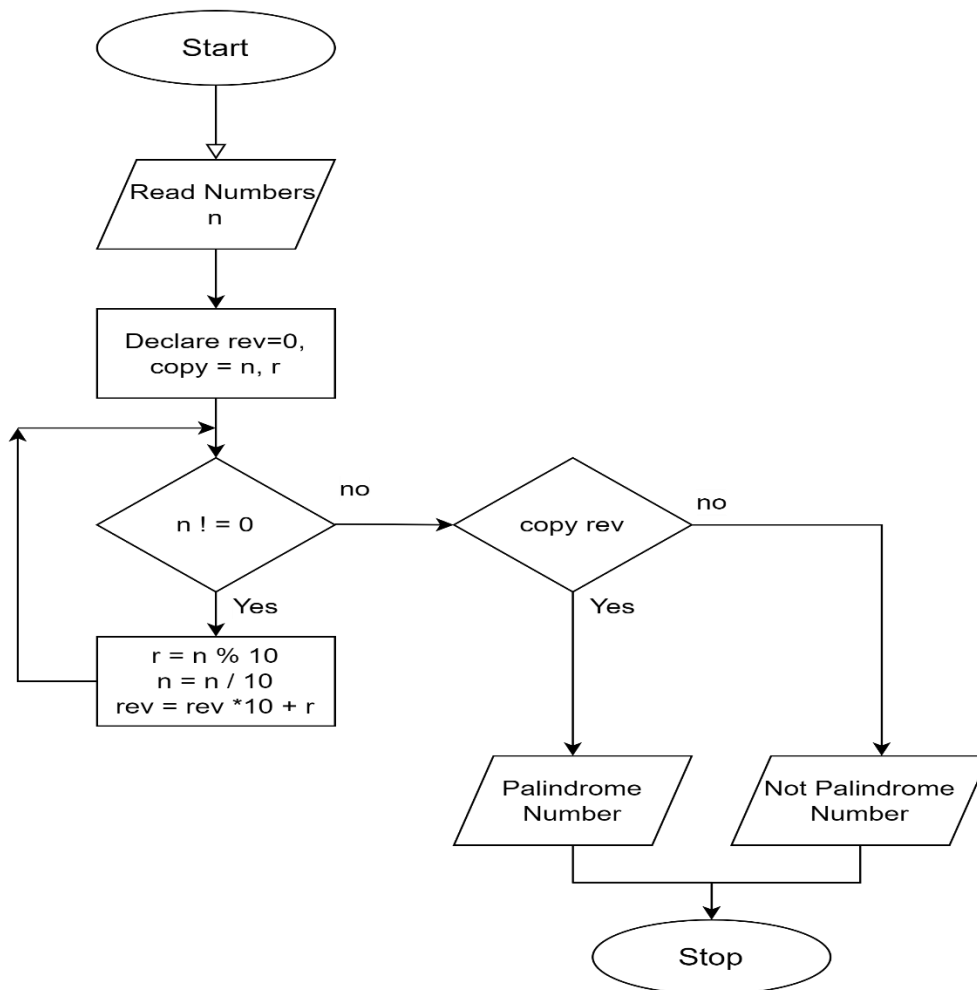 Start
Read Numbers
n
Declare rev=0,
copy = n, r
n ! = 0
no
copy rev
no
Yes
Yes
r = n % 10
n = n / 10
rev = rev *10 + r
Palindrome
Number
Not Palindrome
Number
Stop